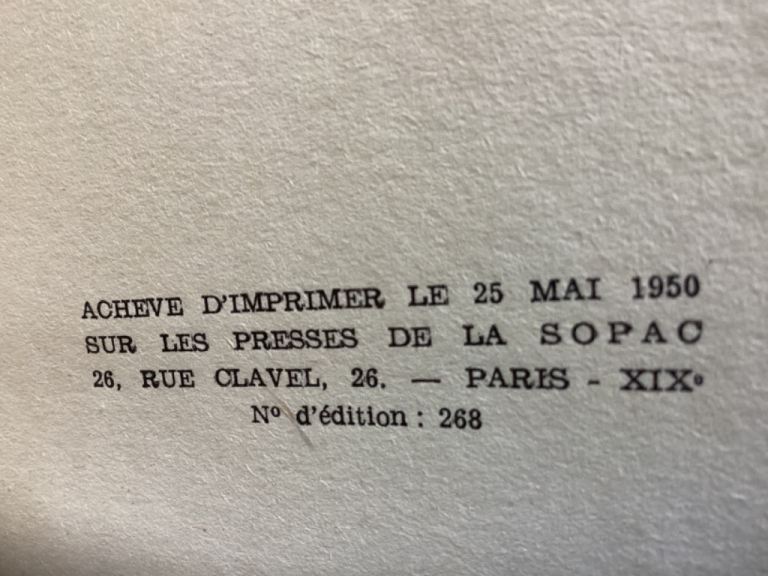 ACHEVE D'IMPRIMER LE 25 MAI 1950
SUR LES PRESSES DE LA SOPAC
26, RUE CLAVEL, 26. — PARIS - XIXᵉ
Nº d'édition : 268